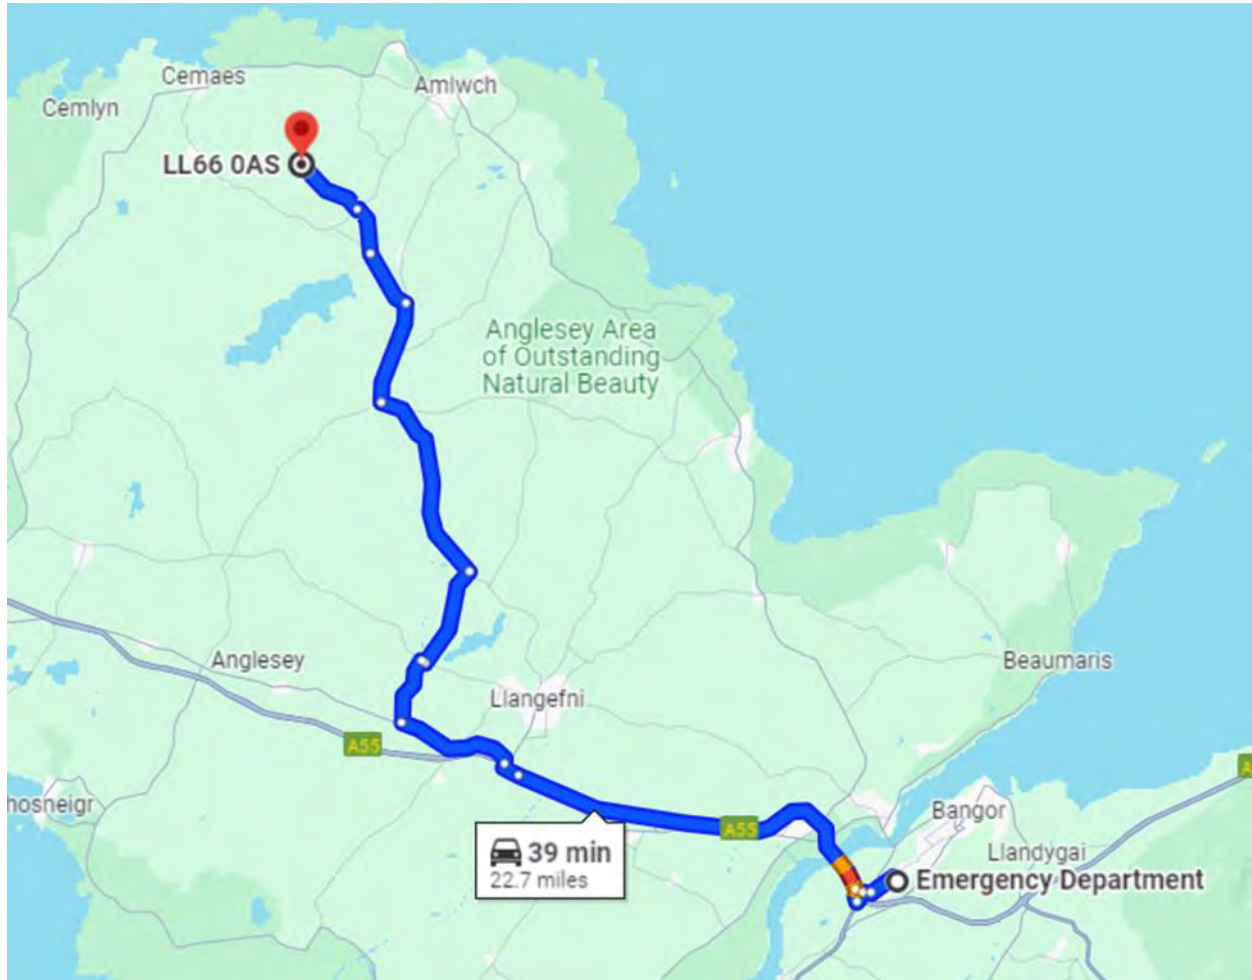 Cemaes
Amlwch
Cemlyn
LL66 0AS
Anglesey Area
of Outstanding
Natural Beauty
Anglesey
Beaumaris
Llangefni
A55
hosneigr
A
Bangor
A55
39 min
22.7 miles
Llandygai
Emergency Department